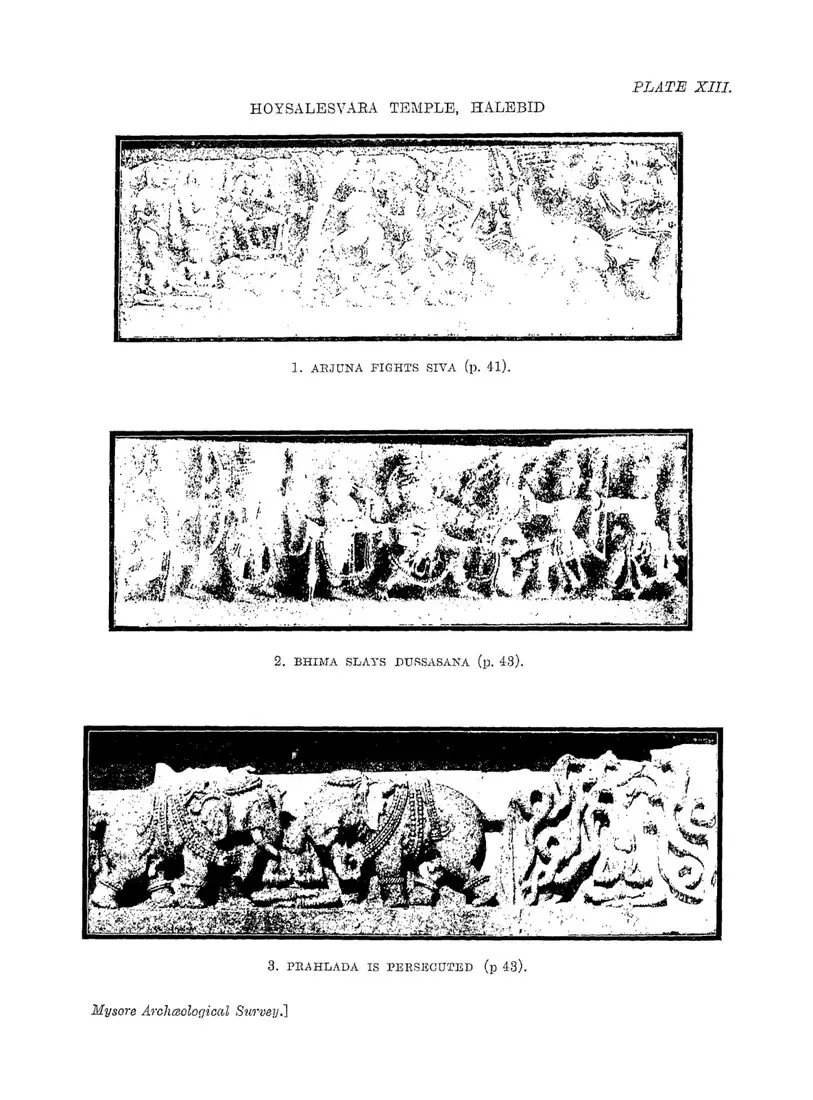 PLATE XIII.
HOYSALESVARA TEMPLE, HALEBID
1. ARJUNA FIGHTS SIVA (p. 41).
2. BHIMA SLAYS DUSSASANA (p. 43).
3. PRAHLADA IS PERSECUTED (p 43).
Mysore Archæological Survey.]